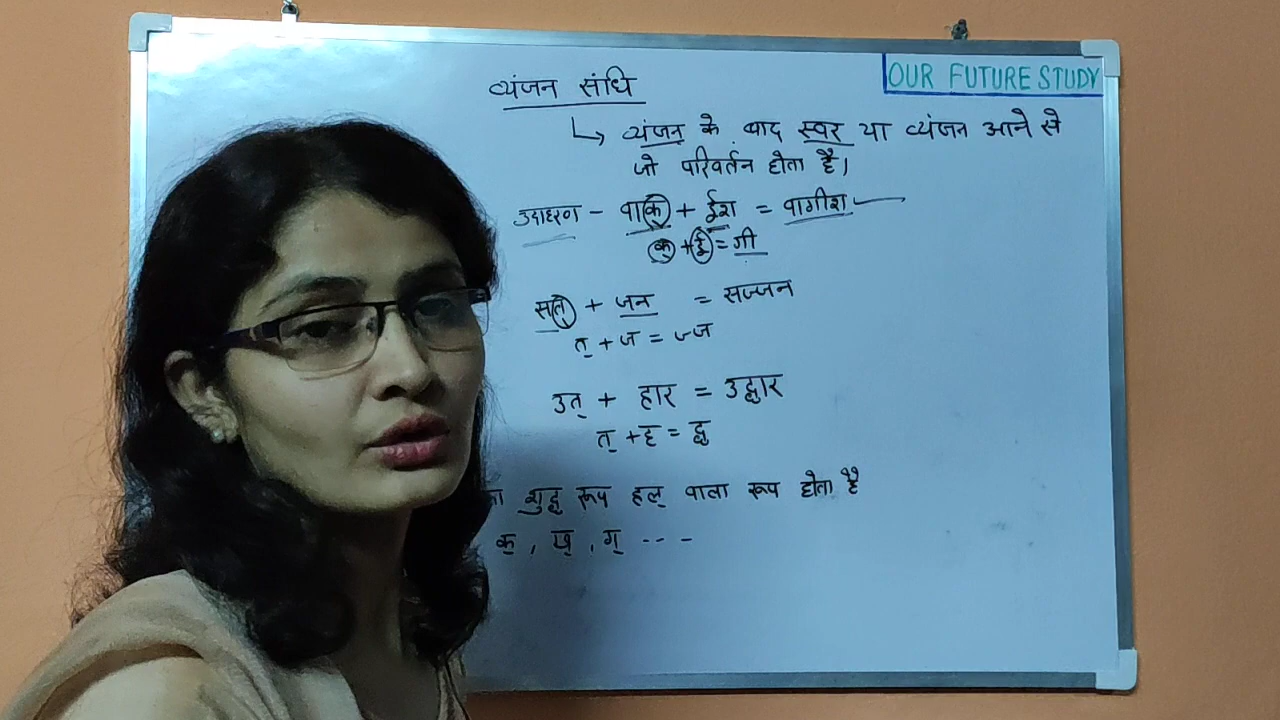 OUR FUTURE STUDY
व्यंजन संधि
↳ व्यंजन के बाद स्वर या व्यंजन आने से
जो परिवर्तन होता है।
उदाहरण - वाक् + ईश = वागीश
क् + ई = गी
सत् + जन = सज्जन
त् + ज = ज्ज
उत् + हार = उद्धार
त् + ह = द्ध
शुद्ध रूप हल् वाला रूप होता है
क् , ख् , ग् - - -